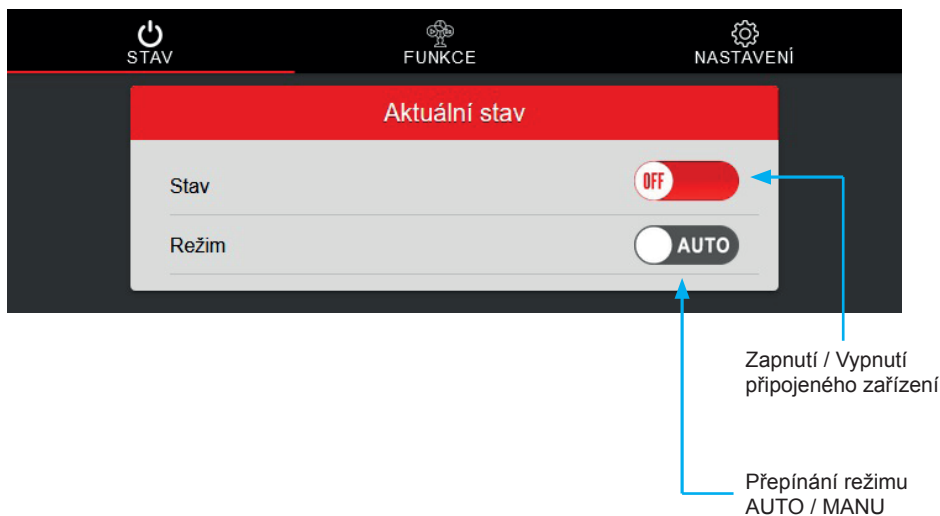 STAV FUNKCE NASTAVENÍ
Aktuální stav
Stav OFF
Režim AUTO
Zapnutí / Vypnutí
připojeného zařízení
Přepínání režimu
AUTO / MANU